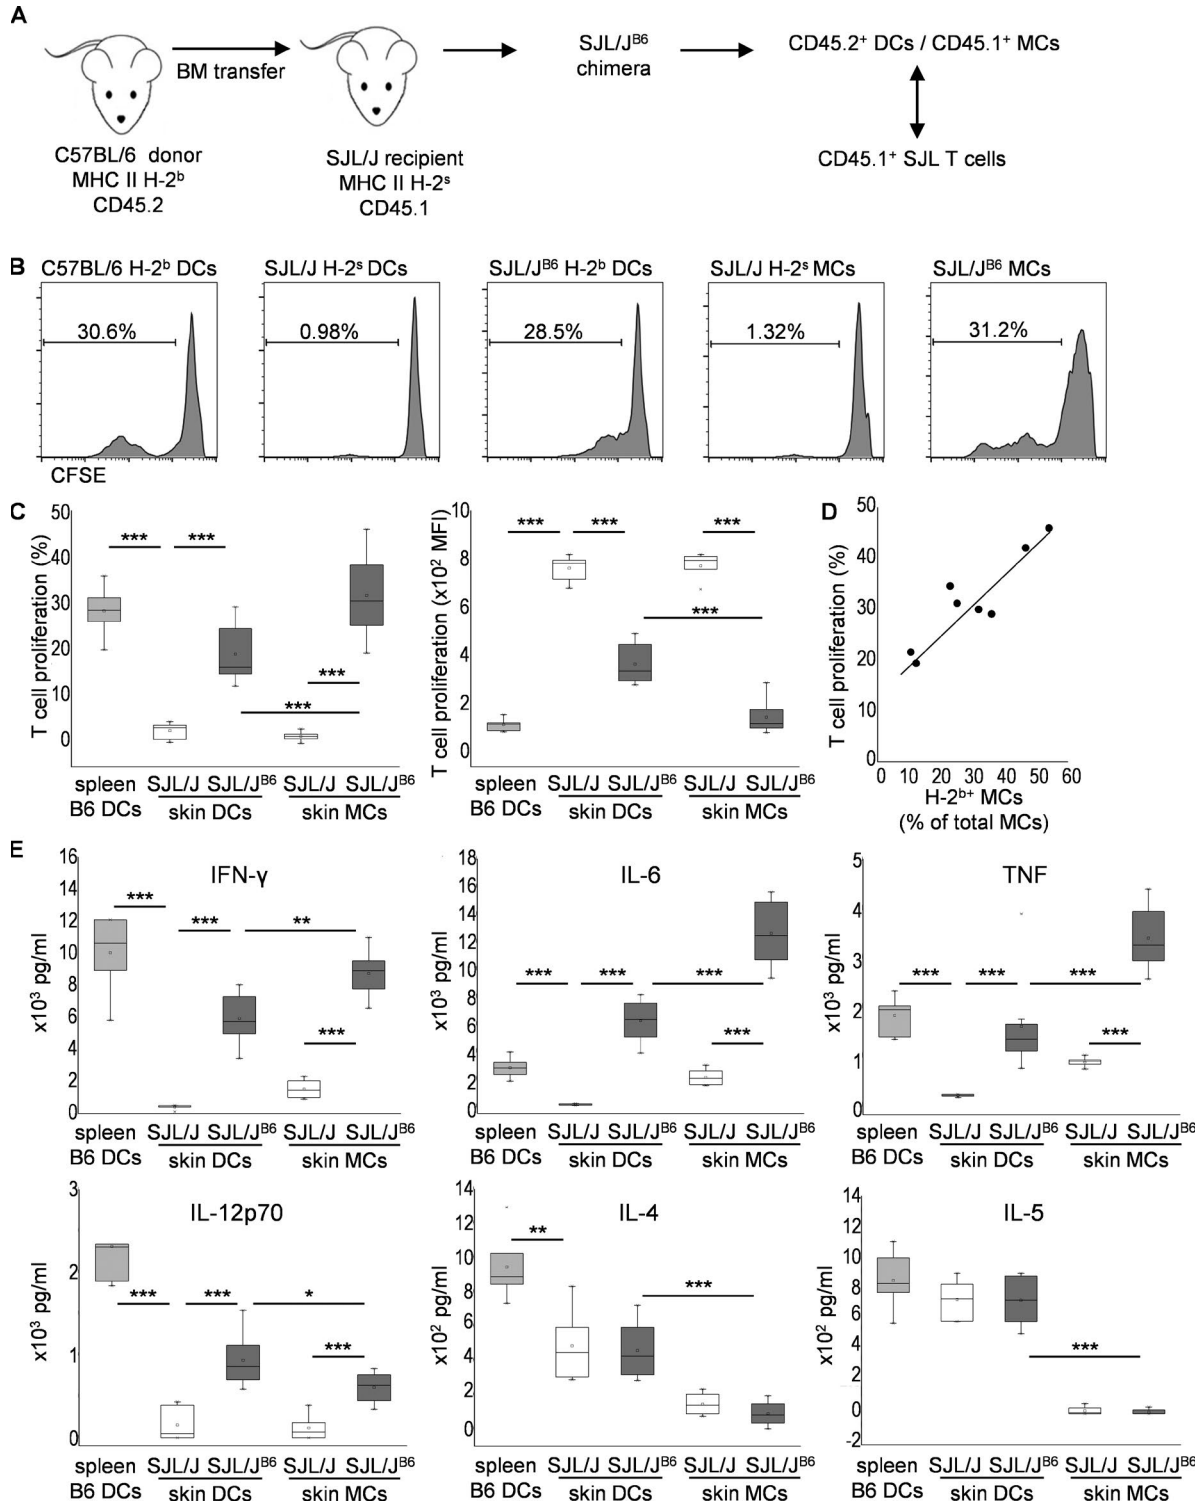 A
BM transfer
C57BL/6 donor
MHC II H-2ᵇ
CD45.2
SJL/J recipient
MHC II H-2ˢ
CD45.1
SJL/Jᴮ⁶
chimera
CD45.2⁺ DCs / CD45.1⁺ MCs
CD45.1⁺ SJL T cells
B
C57BL/6 H-2ᵇ DCs
30.6%
CFSE
SJL/J H-2ˢ DCs
0.98%
SJL/Jᴮ⁶ H-2ᵇ DCs
28.5%
SJL/J H-2ˢ MCs
1.32%
SJL/Jᴮ⁶ MCs
31.2%
C
T cell proliferation (%)
50
40
30
20
10
0
*** ***
***
***
spleen SJL/J SJL/Jᴮ⁶ SJL/J SJL/Jᴮ⁶
B6 DCs skin DCs skin MCs
T cell proliferation (x10² MFI)
10
8
6
4
2
0
*** *** ***
***
spleen SJL/J SJL/Jᴮ⁶ SJL/J SJL/Jᴮ⁶
B6 DCs skin DCs skin MCs
D
T cell proliferation (%)
50
40
30
20
10
0
0 10 20 30 40 50 60
H-2ᵇ⁺ MCs
(% of total MCs)
E
IFN-γ
x10³ pg/ml
16
14
12
10
8
6
4
2
0
*** *** **
***
spleen SJL/J SJL/Jᴮ⁶ SJL/J SJL/Jᴮ⁶
B6 DCs skin DCs skin MCs
IL-6
x10³ pg/ml
18
16
14
12
10
8
6
4
2
0
*** *** ***
***
spleen SJL/J SJL/Jᴮ⁶ SJL/J SJL/Jᴮ⁶
B6 DCs skin DCs skin MCs
TNF
x10³ pg/ml
5
4
3
2
1
0
*** *** ***
***
spleen SJL/J SJL/Jᴮ⁶ SJL/J SJL/Jᴮ⁶
B6 DCs skin DCs skin MCs
IL-12p70
x10³ pg/ml
3
2
1
0
*** *** *
***
spleen SJL/J SJL/Jᴮ⁶ SJL/J SJL/Jᴮ⁶
B6 DCs skin DCs skin MCs
IL-4
x10² pg/ml
14
12
10
8
6
4
2
0
**
***
spleen SJL/J SJL/Jᴮ⁶ SJL/J SJL/Jᴮ⁶
B6 DCs skin DCs skin MCs
IL-5
x10² pg/ml
14
12
10
8
6
4
2
0
-2
***
spleen SJL/J SJL/Jᴮ⁶ SJL/J SJL/Jᴮ⁶
B6 DCs skin DCs skin MCs